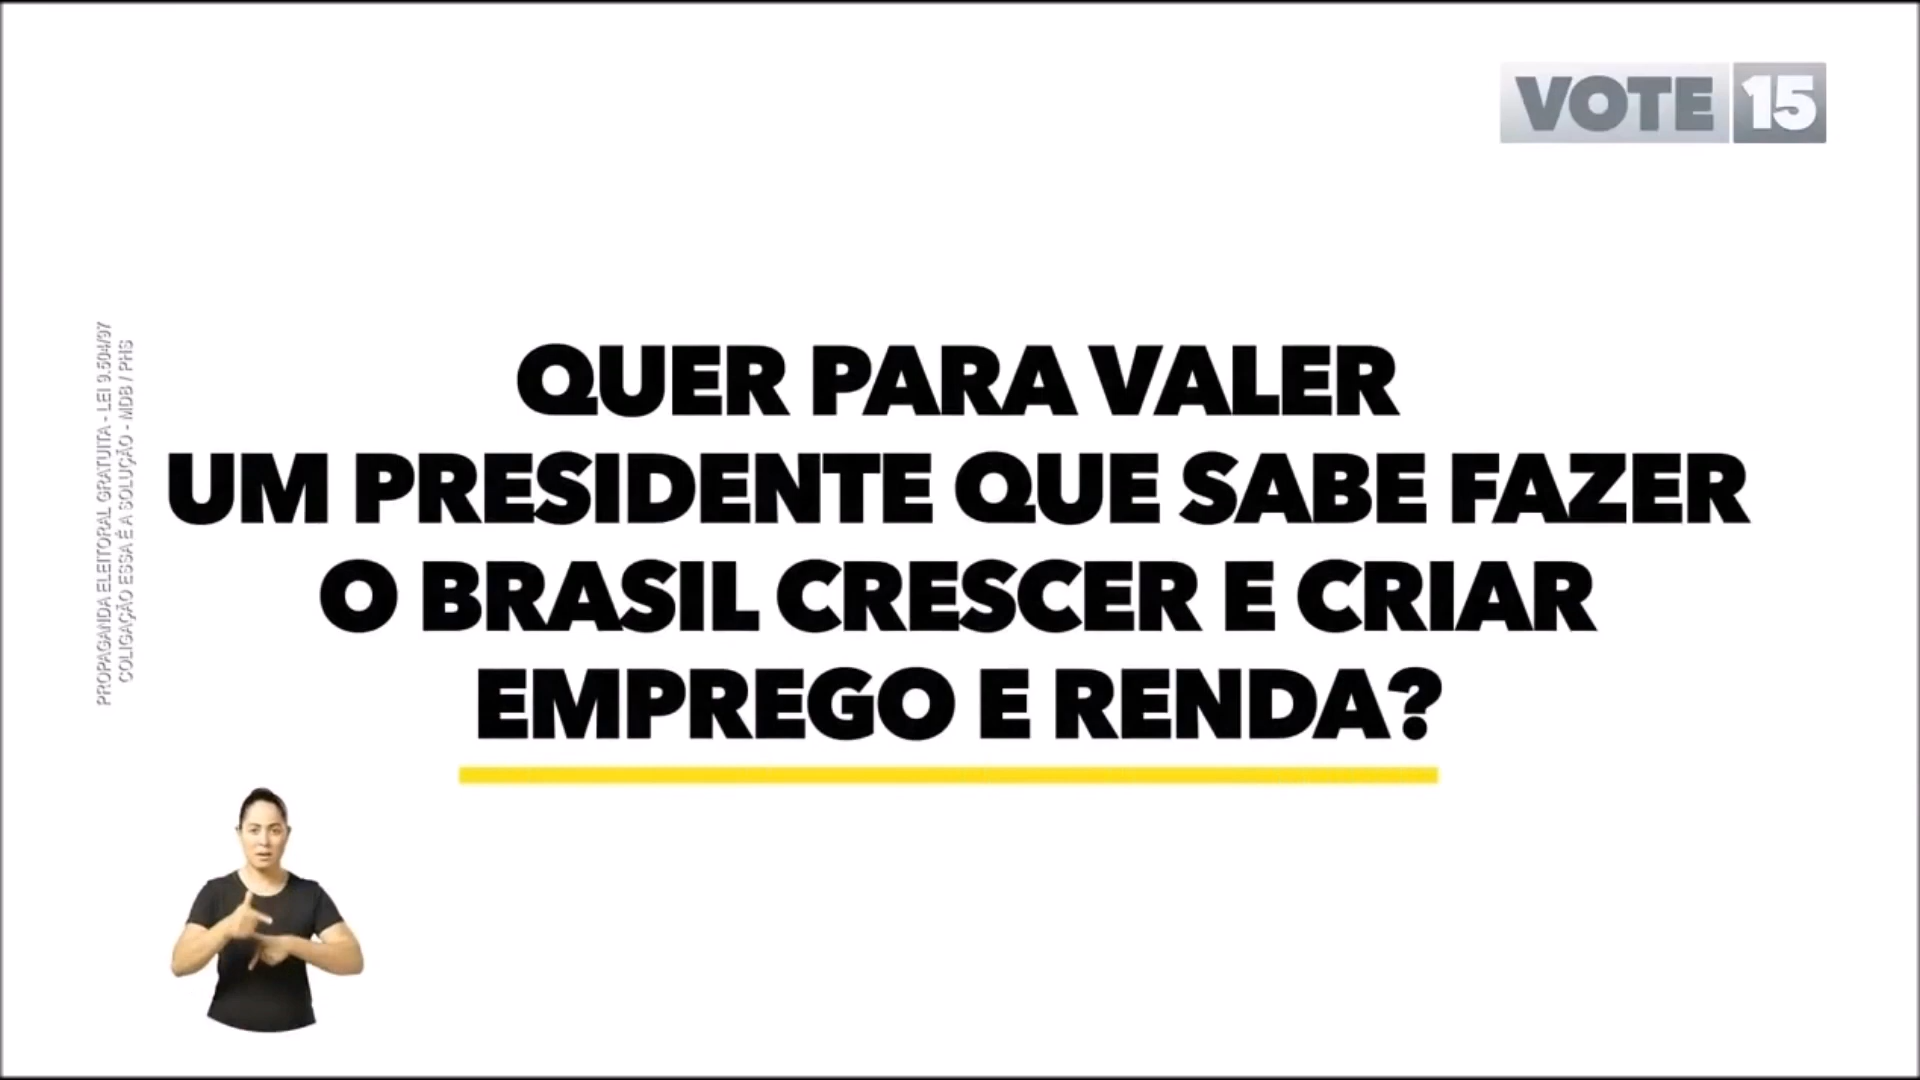 VOTE 15
QUER PARA VALER
UM PRESIDENTE QUE SABE FAZER
O BRASIL CRESCER E CRIAR
EMPREGO E RENDA?
PROPAGANDA ELEITORAL GRATUITA - LEI 9.504/97
COLIGAÇÃO ESSA É A SOLUÇÃO - MDB / PHS